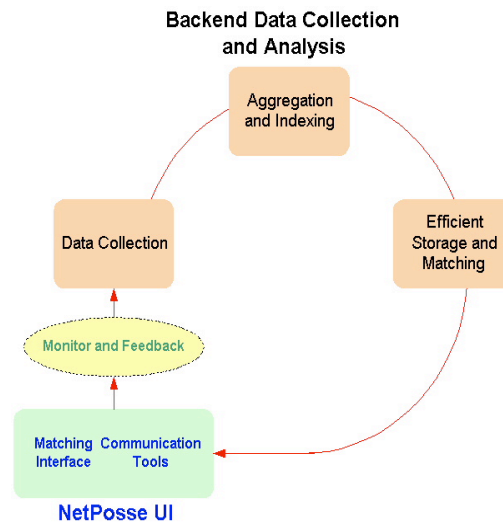 Backend Data Collection
and Analysis
Aggregation
and Indexing
Data Collection
Efficient
Storage and
Matching
Monitor and Feedback
Matching Communication
Interface Tools
NetPosse UI